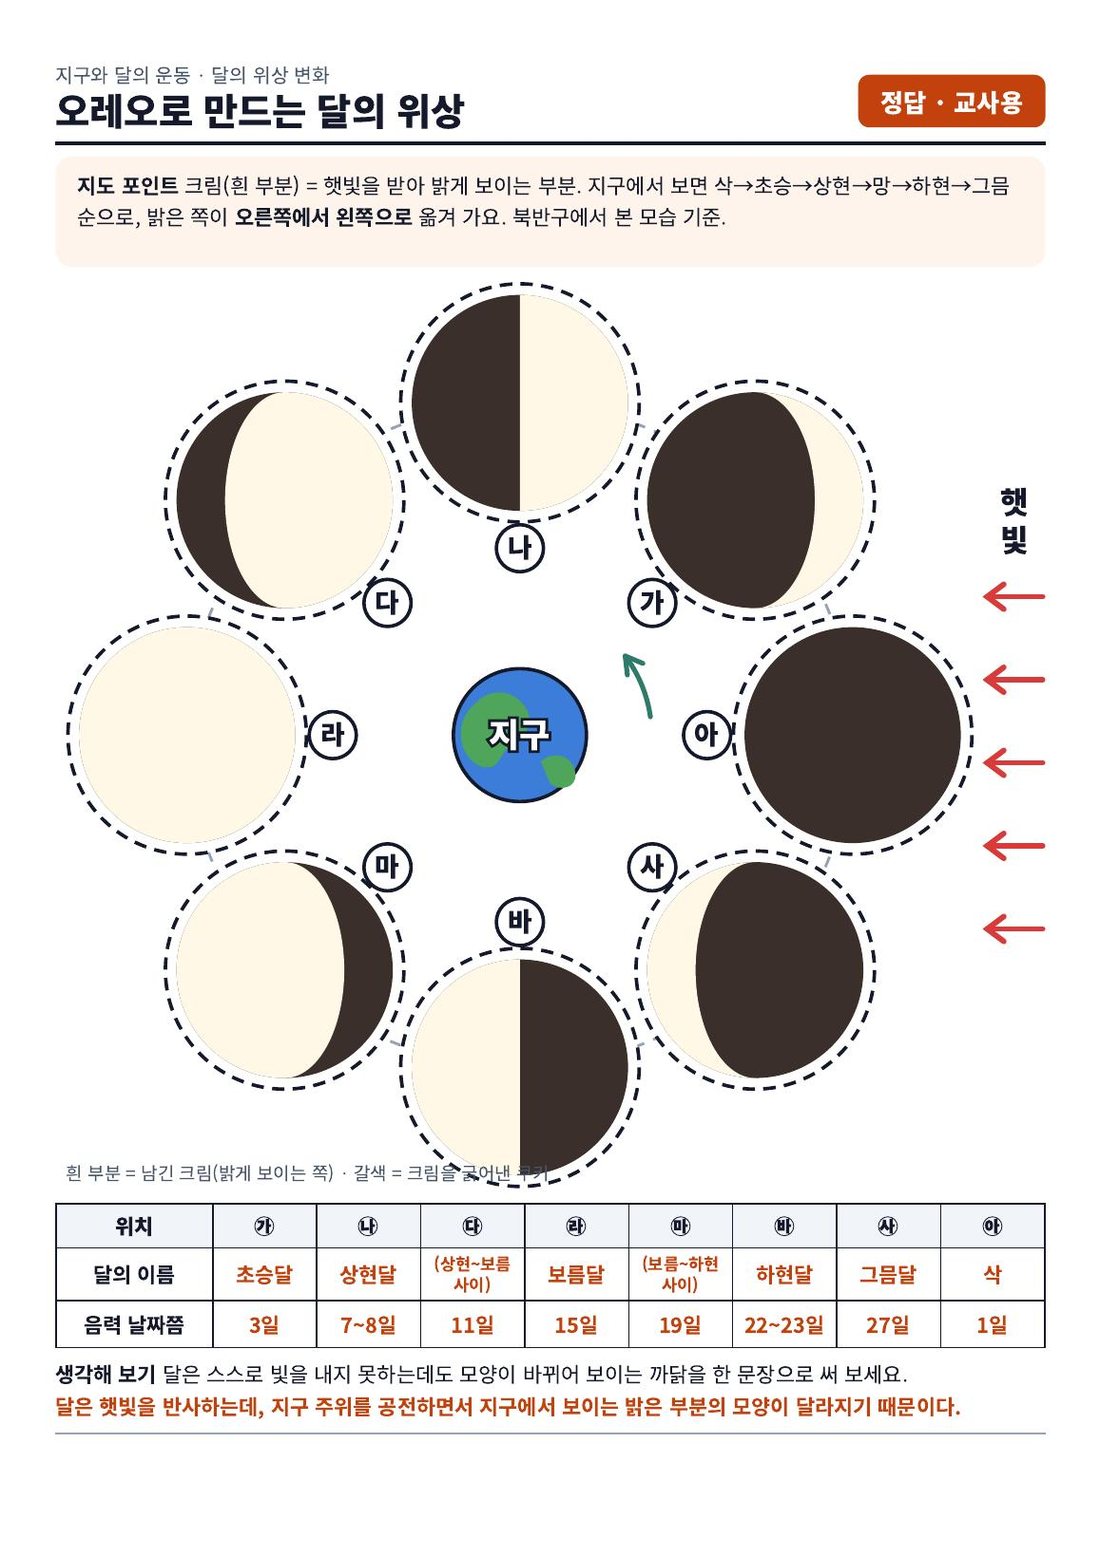 지구와 달의 운동 · 달의 위상 변화
오레오로 만드는 달의 위상
정답 · 교사용
지도 포인트 크림(흰 부분) = 햇빛을 받아 밝게 보이는 부분. 지구에서 보면 삭→초승→상현→망→하현→그믐
순으로, 밝은 쪽이 오른쪽에서 왼쪽으로 옮겨 가요. 북반구에서 본 모습 기준.
햇빛
나
다
가
라
지구
아
마
사
바
흰 부분 = 남긴 크림(밝게 보이는 쪽) · 갈색 = 크림을 긁어낸 쿠키
위치 ㉮ ㉯ ㉰ ㉱ ㉲ ㉳ ㉴ ㉵
달의 이름 초승달 상현달 (상현~보름 사이) 보름달 (보름~하현 사이) 하현달 그믐달 삭
음력 날짜쯤 3일 7~8일 11일 15일 19일 22~23일 27일 1일
생각해 보기 달은 스스로 빛을 내지 못하는데도 모양이 바뀌어 보이는 까닭을 한 문장으로 써 보세요.
달은 햇빛을 반사하는데, 지구 주위를 공전하면서 지구에서 보이는 밝은 부분의 모양이 달라지기 때문이다.